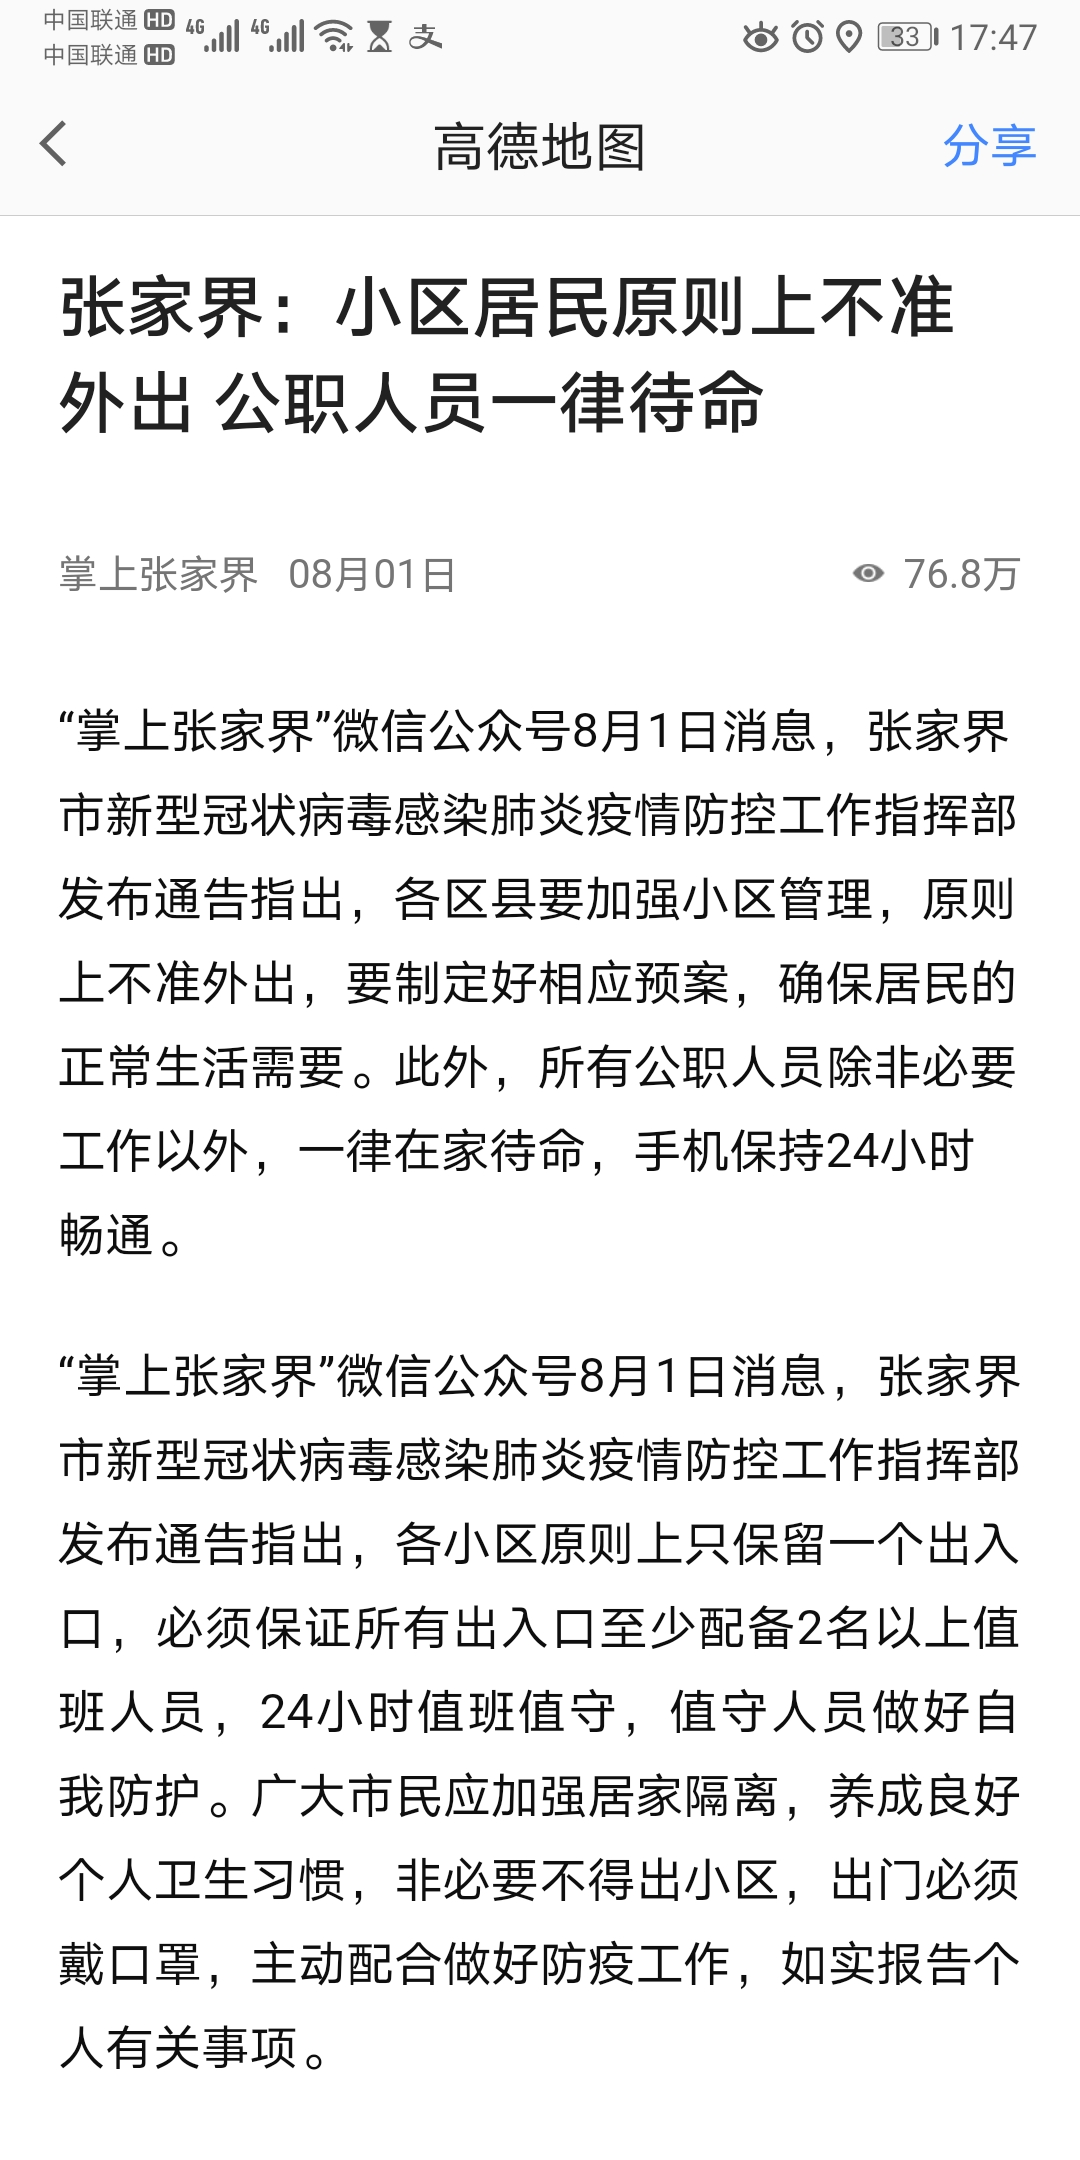 中国联通 HD 4G 4G 33 17:47
中国联通 HD
高德地图 分享
张家界：小区居民原则上不准
外出 公职人员一律待命
掌上张家界 08月01日 76.8万
“掌上张家界”微信公众号8月1日消息，张家界
市新型冠状病毒感染肺炎疫情防控工作指挥部
发布通告指出，各区县要加强小区管理，原则
上不准外出，要制定好相应预案，确保居民的
正常生活需要。此外，所有公职人员除非必要
工作以外，一律在家待命，手机保持24小时
畅通。
“掌上张家界”微信公众号8月1日消息，张家界
市新型冠状病毒感染肺炎疫情防控工作指挥部
发布通告指出，各小区原则上只保留一个出入
口，必须保证所有出入口至少配备2名以上值
班人员，24小时值班值守，值守人员做好自
我防护。广大市民应加强居家隔离，养成良好
个人卫生习惯，非必要不得出小区，出门必须
戴口罩，主动配合做好防疫工作，如实报告个
人有关事项。